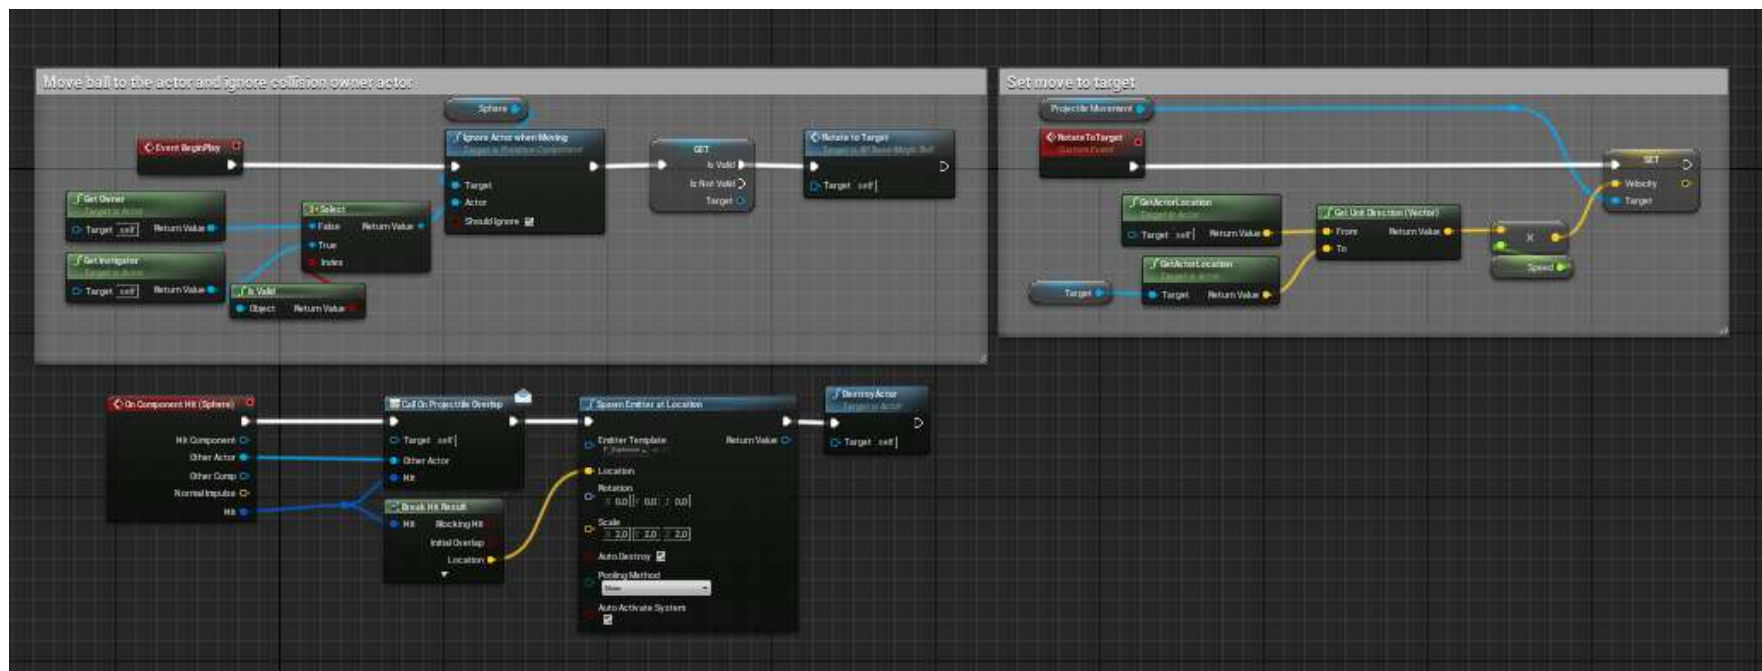 Move ball to the actor and ignore collision owner actor
Sphere
Event BeginPlay
Ignore Actor when Moving
Target is Primitive Component
Target
Actor
Should Ignore
GET
Is Valid
Is Not Valid
Target
Rotate to Target
Target self
Get Owner
Target is Actor
Target self Return Value
Get Instigator
Target is Actor
Target self Return Value
Select
False Return Value
True
Index
Is Valid
Object Return Value
Set move to target
Projectile Movement
RotateToTarget
Custom Event
SET
Velocity
Target
GetActorLocation
Target is Actor
Target self Return Value
Get Unit Direction (Vector)
From Return Value
To
X
Speed
GetActorLocation
Target is Actor
Target
Target Return Value
On Component Hit (Sphere)
Hit Component
Other Actor
Other Comp
Normal Impulse
Hit
Call On Projectile Overlap
Target self
Other Actor
Hit
Break Hit Result
Hit Blocking Hit
Initial Overlap
Location
Spawn Emitter at Location
Emitter Template Return Value
Location
Rotation
X 0,0 Y 0,0 Z 0,0
Scale
X 2,0 Y 2,0 Z 2,0
Auto Destroy
Pooling Method
None
Auto Activate System
DestroyActor
Target is Actor
Target self